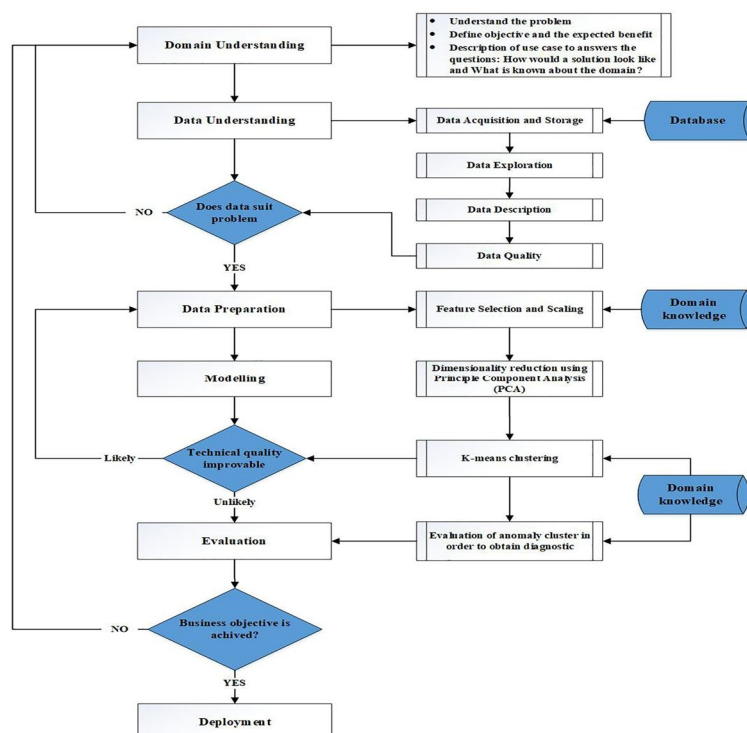 Domain Understanding
• Understand the problem
• Define objective and the expected benefit
• Description of use case to answers the
questions: How would a solution look like
and What is known about the domain?
Data Understanding
Data Acquisition and Storage
Database
Data Exploration
Does data suit
problem
NO
Data Description
Data Quality
YES
Data Preparation
Feature Selection and Scaling
Domain
knowledge
Modelling
Dimensionality reduction using
Principle Component Analysis
(PCA)
Likely
Technical quality
improvable
K-means clustering
Domain
knowledge
Unlikely
Evaluation
Evaluation of anomaly cluster in
order to obtain diagnostic
NO
Business objective is
achived?
YES
Deployment